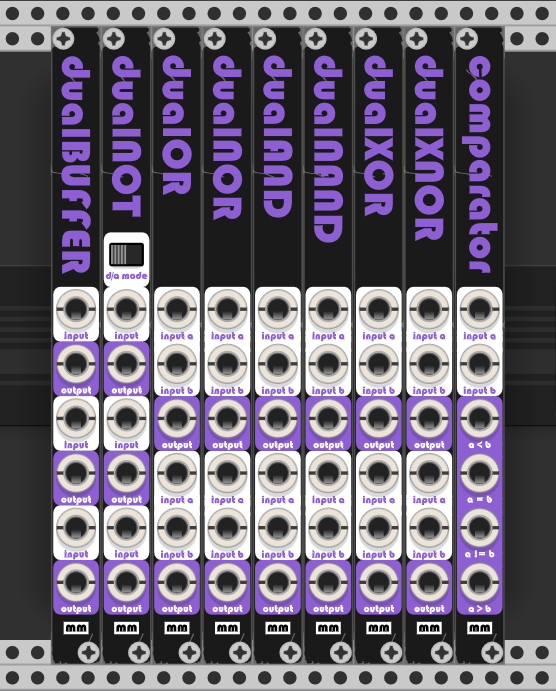 dualBUFFER
dualNOT
dualOR
dualNOR
dualAND
dualNAND
dualXOR
dualXNOR
comparator
d/a mode
input input input a input a input a input a input a input a input a
output output input b input b input b input b input b input b input b
input input output output output output output output a < b
output output input a input a input a input a input a input a a = b
input input input b input b input b input b input b input b a != b
output output output output output output output output a > b
mm mm mm mm mm mm mm mm mm